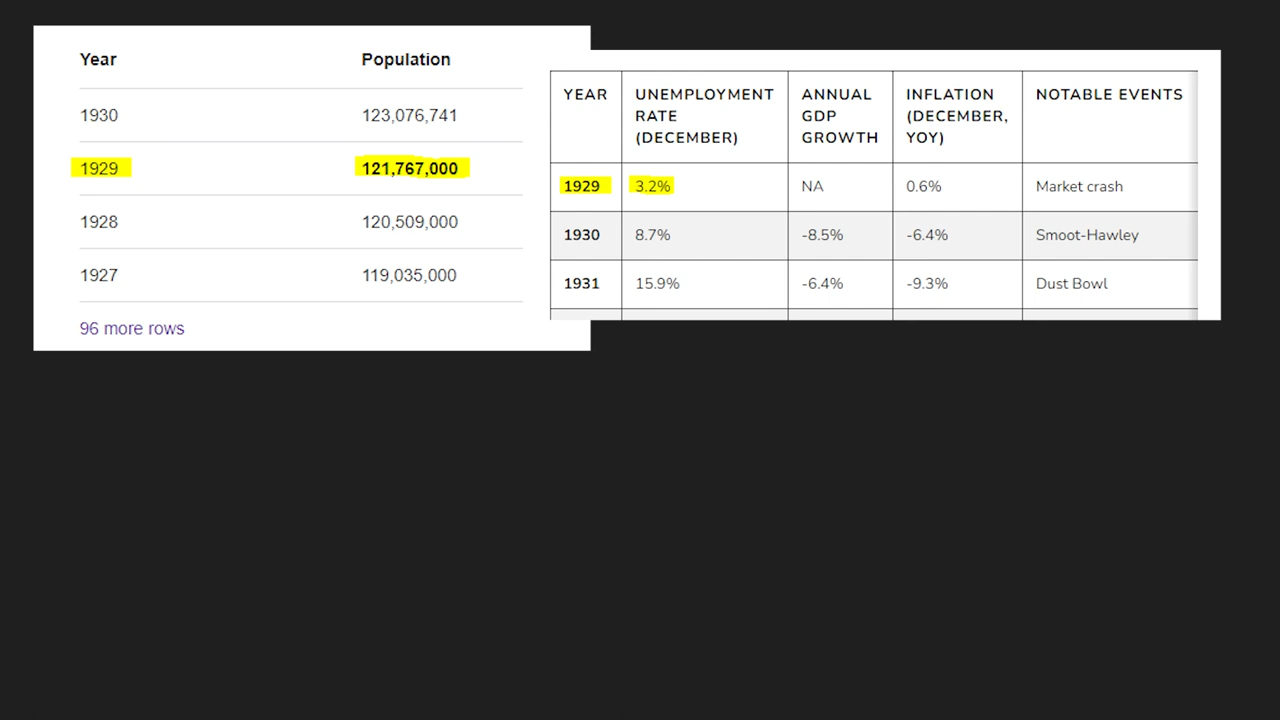 Year Population
1930 123,076,741
1929 121,767,000
1928 120,509,000
1927 119,035,000
96 more rows
YEAR UNEMPLOYMENT RATE (DECEMBER) ANNUAL GDP GROWTH INFLATION (DECEMBER, YOY) NOTABLE EVENTS
1929 3.2% NA 0.6% Market crash
1930 8.7% -8.5% -6.4% Smoot-Hawley
1931 15.9% -6.4% -9.3% Dust Bowl